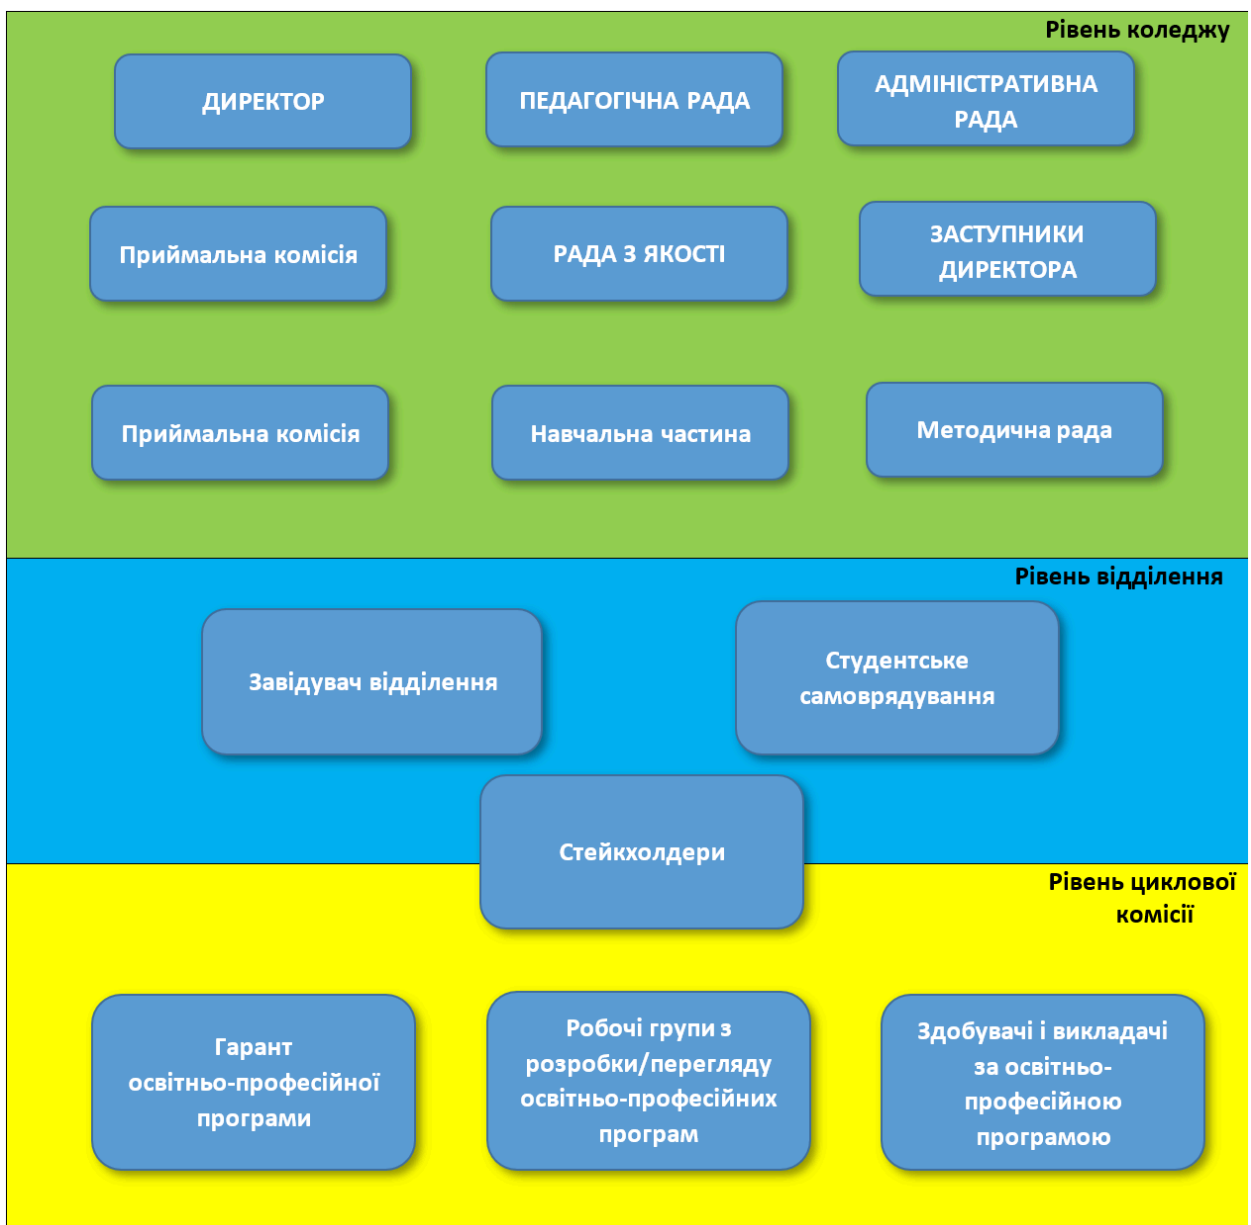 Рівень коледжу
ДИРЕКТОР
ПЕДАГОГІЧНА РАДА
АДМІНІСТРАТИВНА
РАДА
Приймальна комісія
РАДА З ЯКОСТІ
ЗАСТУПНИКИ
ДИРЕКТОРА
Приймальна комісія
Навчальна частина
Методична рада
Рівень відділення
Завідувач відділення
Студентське
самоврядування
Стейкхолдери
Рівень циклової
комісії
Гарант
освітньо-професійної
програми
Робочі групи з
розробки/перегляду
освітньо-професійних
програм
Здобувачі і викладачі
за освітньо-
професійною
програмою